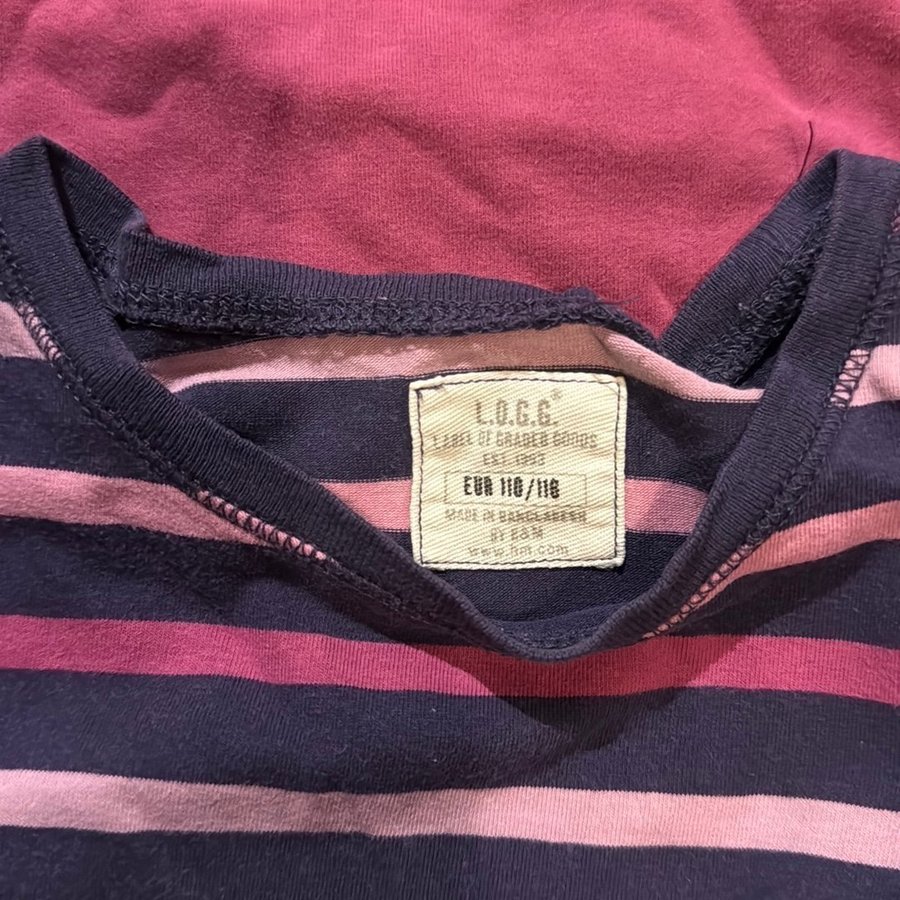 L.O.G.G.®
LABEL OF GRADED GOODS
EST. 1993
EUR 110/116
MADE IN BANGLADESH
BY H&M
www.hm.com